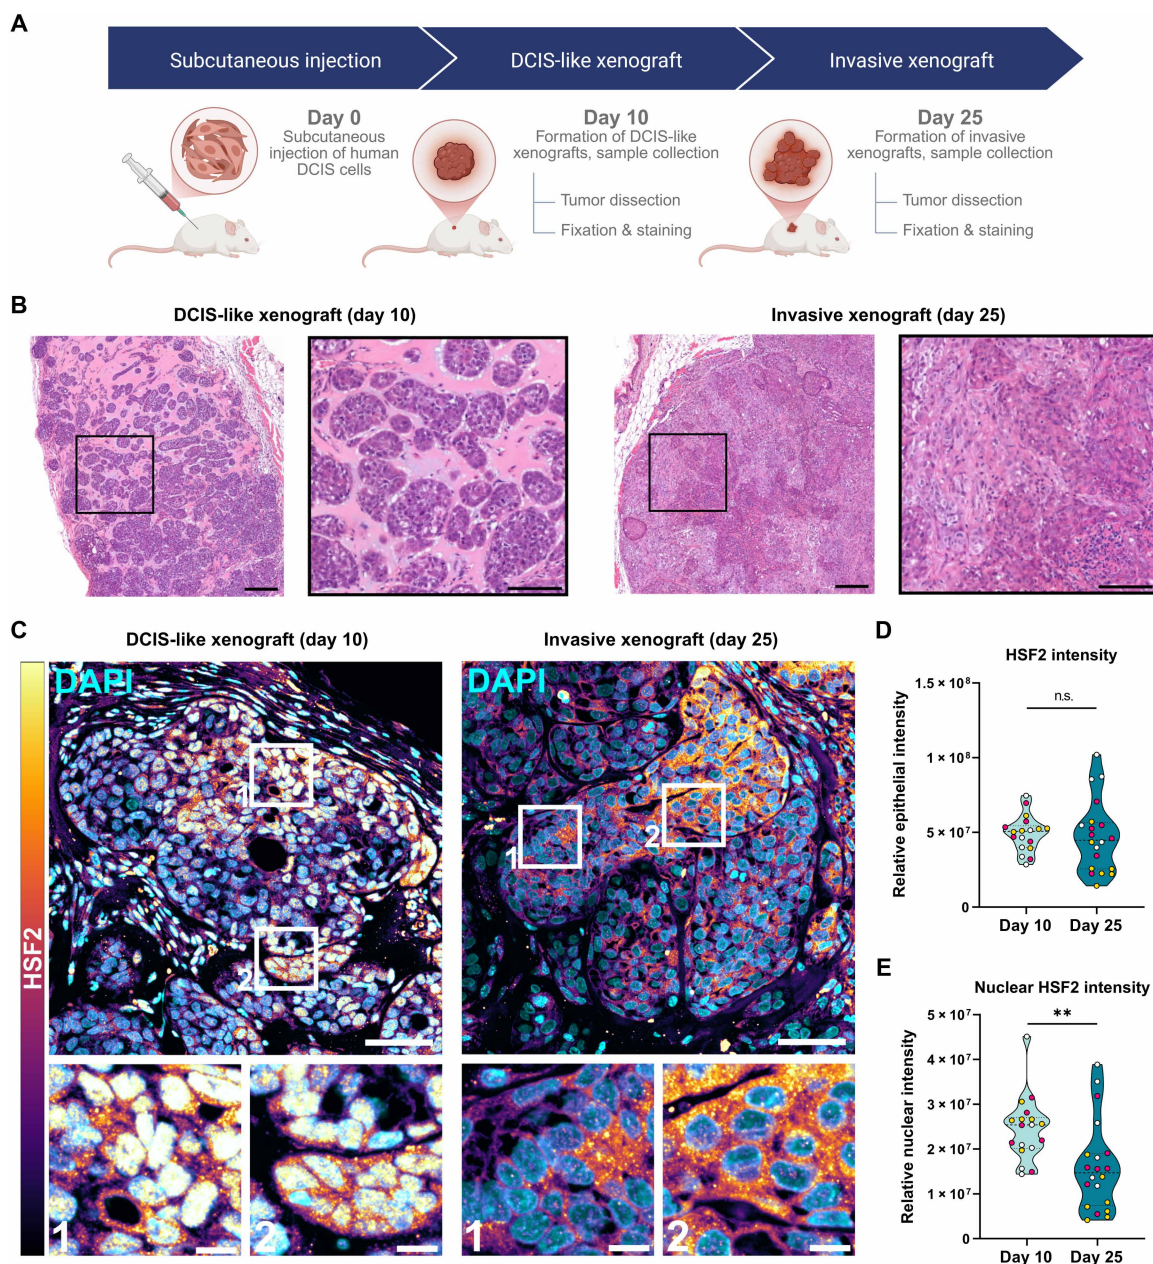 A
Subcutaneous injection
DCIS-like xenograft
Invasive xenograft
Day 0
Subcutaneous
injection of human
DCIS cells
Day 10
Formation of DCIS-like
xenografts, sample collection
Tumor dissection
Fixation & staining
Day 25
Formation of invasive
xenografts, sample collection
Tumor dissection
Fixation & staining
B
DCIS-like xenograft (day 10)
Invasive xenograft (day 25)
C
DCIS-like xenograft (day 10)
Invasive xenograft (day 25)
HSF2
DAPI
1
2
DAPI
1
2
1
2
1
2
D
HSF2 intensity
Relative epithelial intensity
1.5 × 10⁸
1 × 10⁸
5 × 10⁷
0
n.s.
Day 10 Day 25
E
Nuclear HSF2 intensity
Relative nuclear intensity
5 × 10⁷
4 × 10⁷
3 × 10⁷
2 × 10⁷
1 × 10⁷
0
**
Day 10 Day 25